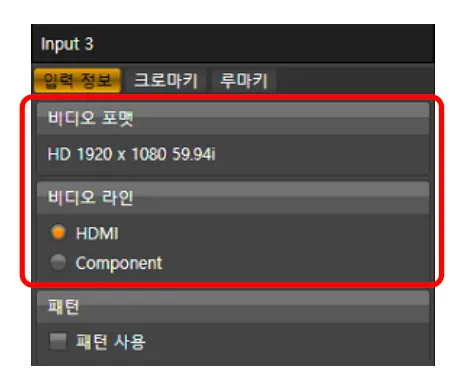 Input 3
입력 정보 크로마키 루마키
비디오 포맷
HD 1920 x 1080 59.94i
비디오 라인
HDMI
Component
패턴
패턴 사용